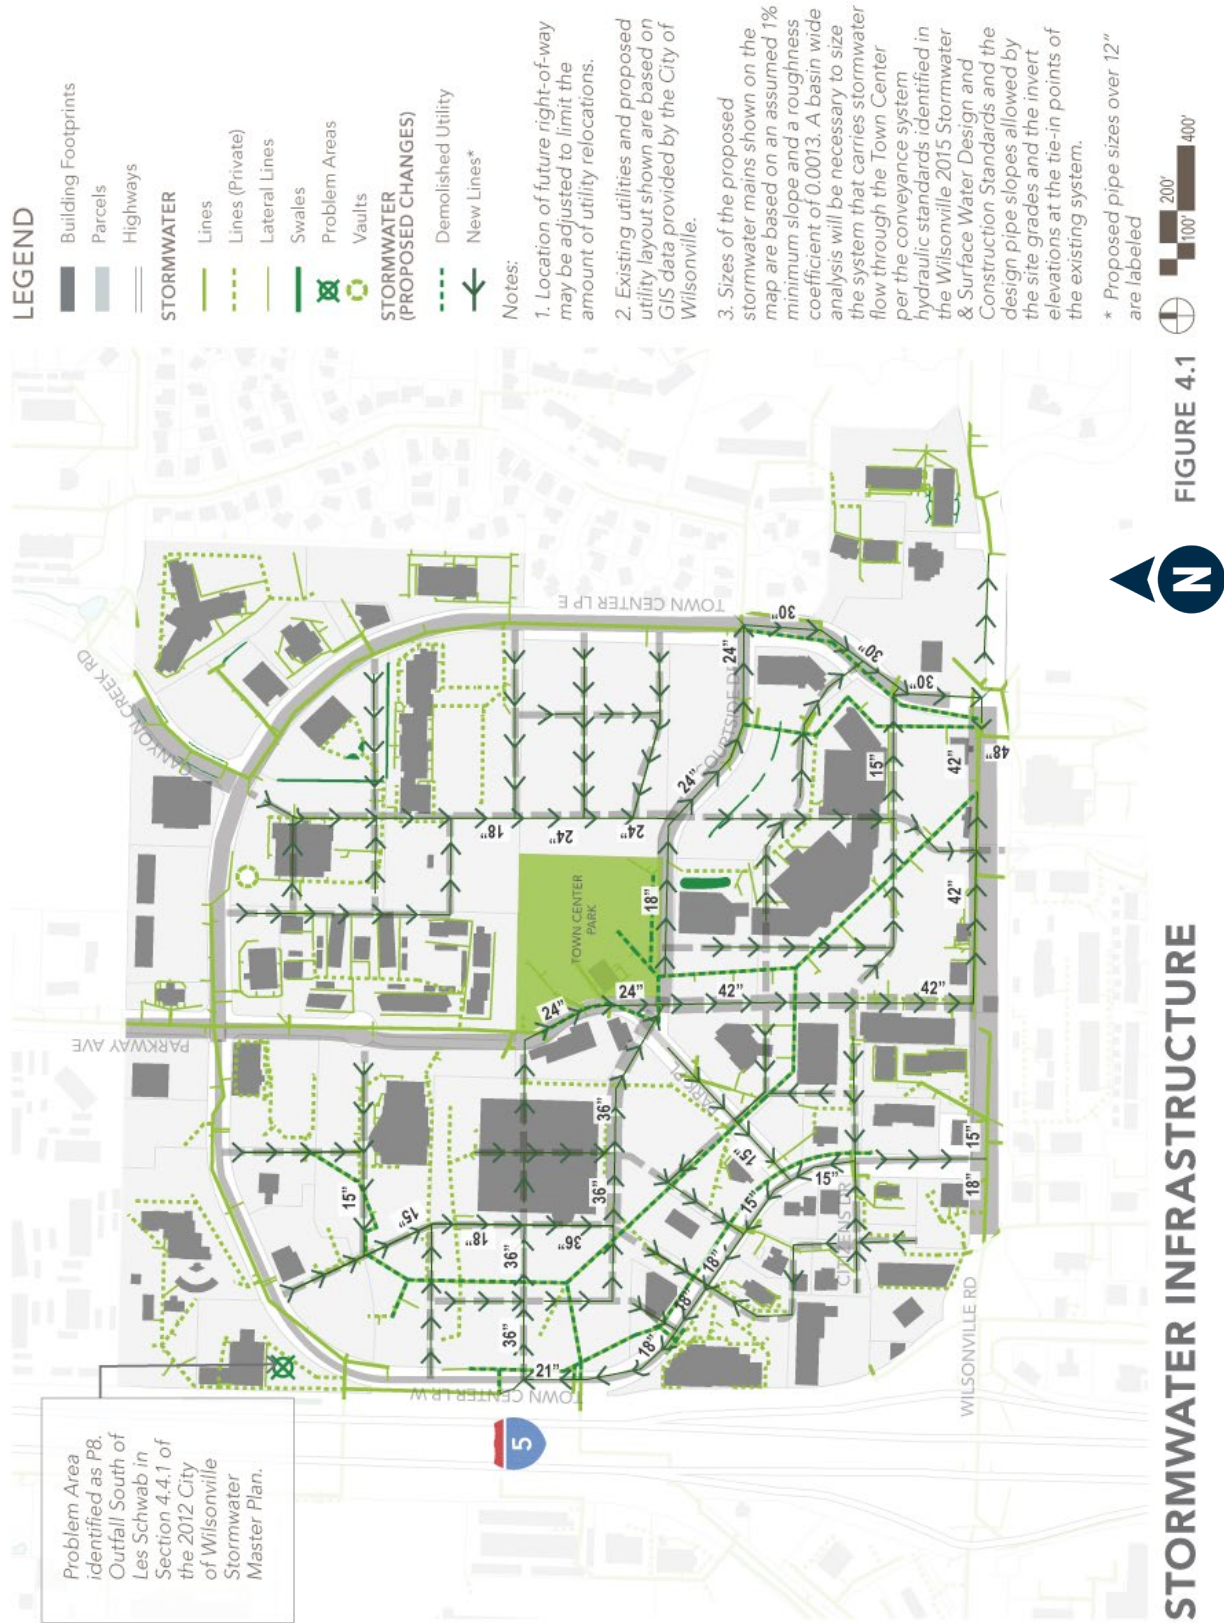 LEGEND
Building Footprints
Parcels
Highways
STORMWATER
Lines
Lines (Private)
Lateral Lines
Swales
Problem Areas
Vaults
STORMWATER
(PROPOSED CHANGES)
Demolished Utility
New Lines*
Notes:
1. Location of future right-of-way
may be adjusted to limit the
amount of utility relocations.
2. Existing utilities and proposed
utility layout shown are based on
GIS data provided by the City of
Wilsonville.
3. Sizes of the proposed
stormwater mains shown on the
map are based on an assumed 1%
minimum slope and a roughness
coefficient of 0.0013. A basin wide
analysis will be necessary to size
the system that carries stormwater
flow through the Town Center
per the conveyance system
hydraulic standards identified in
the Wilsonville 2015 Stormwater
& Surface Water Design and
Construction Standards and the
design pipe slopes allowed by
the site grades and the invert
elevations at the tie-in points of
the existing system.
* Proposed pipe sizes over 12”
are labeled
100'
200'
400'
Problem Area
identified as P8.
Outfall South of
Les Schwab in
Section 4.4.1 of
the 2012 City
of Wilsonville
Stormwater
Master Plan.
5
PARKWAY AVE
CANYON CREEK RD
TOWN CENTER LP E
TOWN CENTER LP W
TOWN CENTER
PARK
COURTSIDE D
PARK PL
CITIZENS DR
WILSONVILLE RD
15”
15”
18”
36”
36”
36”
36”
36”
21”
18”
18”
18”
15”
15”
15”
18”
15”
24”
24”
42”
42”
18”
18”
24”
24”
24”
24”
15”
30”
30”
30”
42”
42”
48”
N
STORMWATER INFRASTRUCTURE
FIGURE 4.1